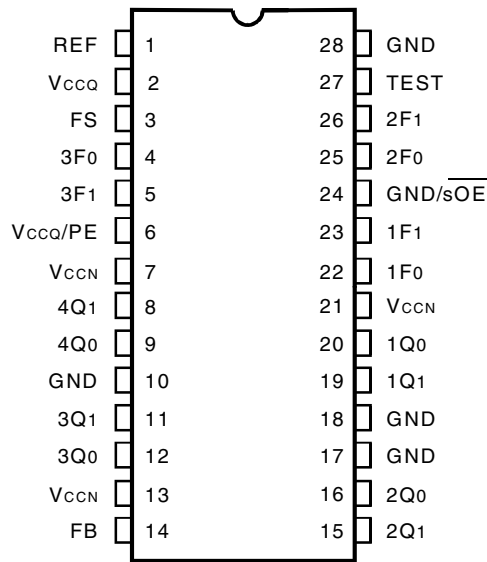 REF 1 28 GND
VCCQ 2 27 TEST
FS 3 26 2F1
3F0 4 25 2F0
3F1 5 24 GND/s̅O̅E̅
VCCQ/PE 6 23 1F1
VCCN 7 22 1F0
4Q1 8 21 VCCN
4Q0 9 20 1Q0
GND 10 19 1Q1
3Q1 11 18 GND
3Q0 12 17 GND
VCCN 13 16 2Q0
FB 14 15 2Q1